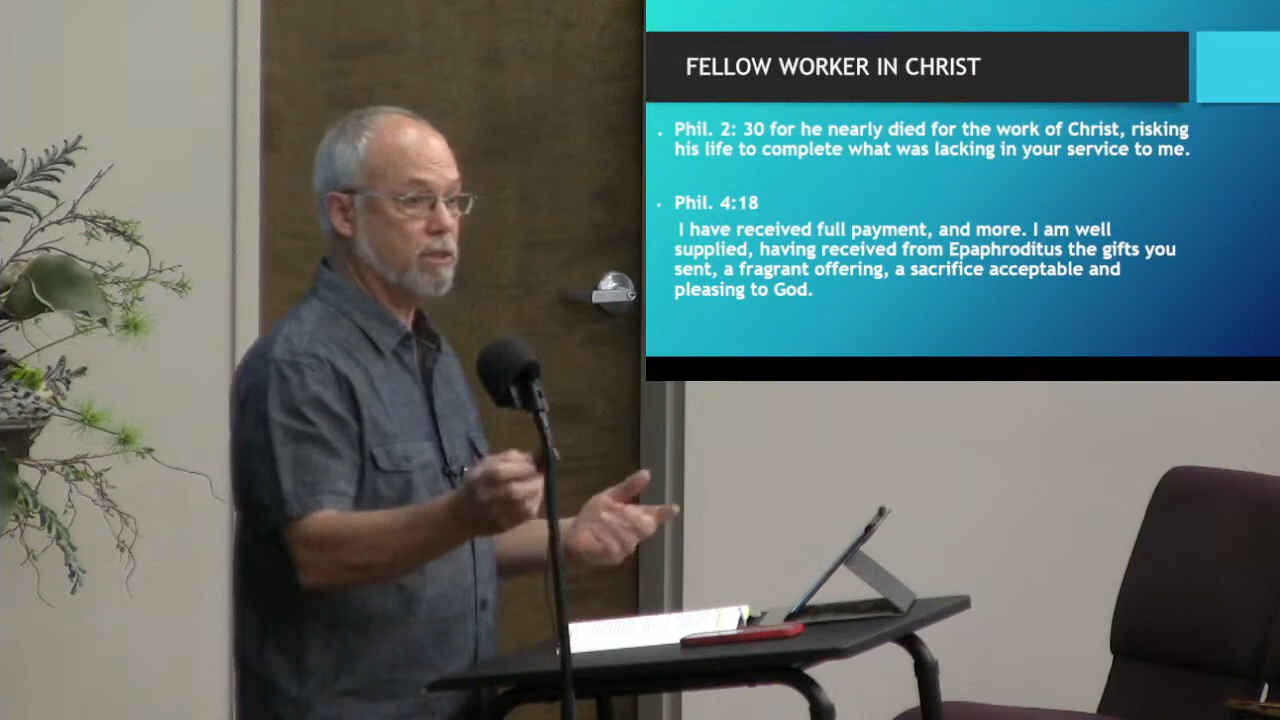 FELLOW WORKER IN CHRIST
. Phil. 2: 30 for he nearly died for the work of Christ, risking
his life to complete what was lacking in your service to me.
. Phil. 4:18
I have received full payment, and more. I am well
supplied, having received from Epaphroditus the gifts you
sent, a fragrant offering, a sacrifice acceptable and
pleasing to God.